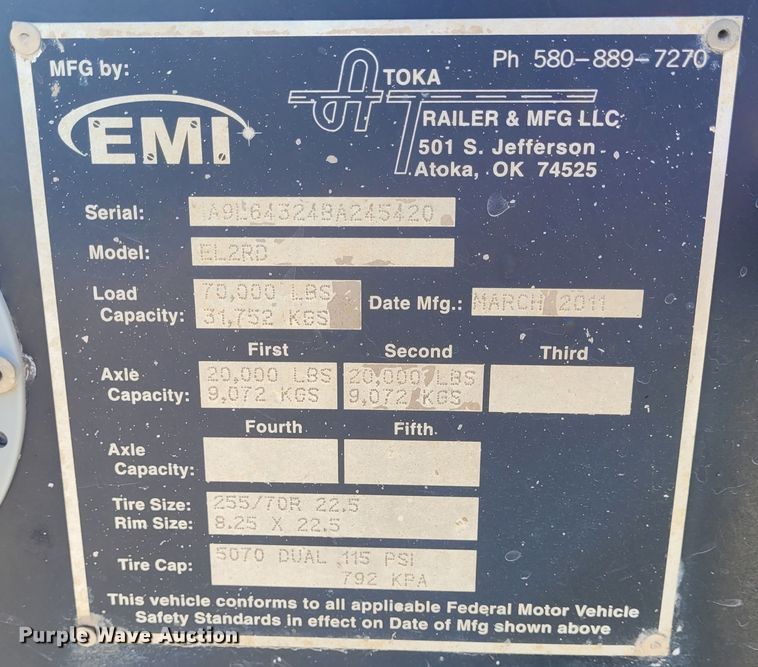 MFG by:
EMI
ATOKA
TRAILER & MFG LLC
Ph 580-889-7270
501 S. Jefferson
Atoka, OK 74525
Serial: 1A9L64324BA245420
Model: EL2RD
Load Capacity: 70,000 LBS
31,752 KGS
Date Mfg.: MARCH 2011
First Second Third
Axle Capacity: 20,000 LBS 20,000 LBS
9,072 KGS 9,072 KGS
Fourth Fifth
Axle
Capacity:
Tire Size: 255/70R 22.5
Rim Size: 8.25 X 22.5
Tire Cap: 5070 DUAL 115 PSI
792 KPA
This vehicle conforms to all applicable Federal Motor Vehicle
Safety Standards in effect on Date of Mfg shown above
Purple Wave Auction